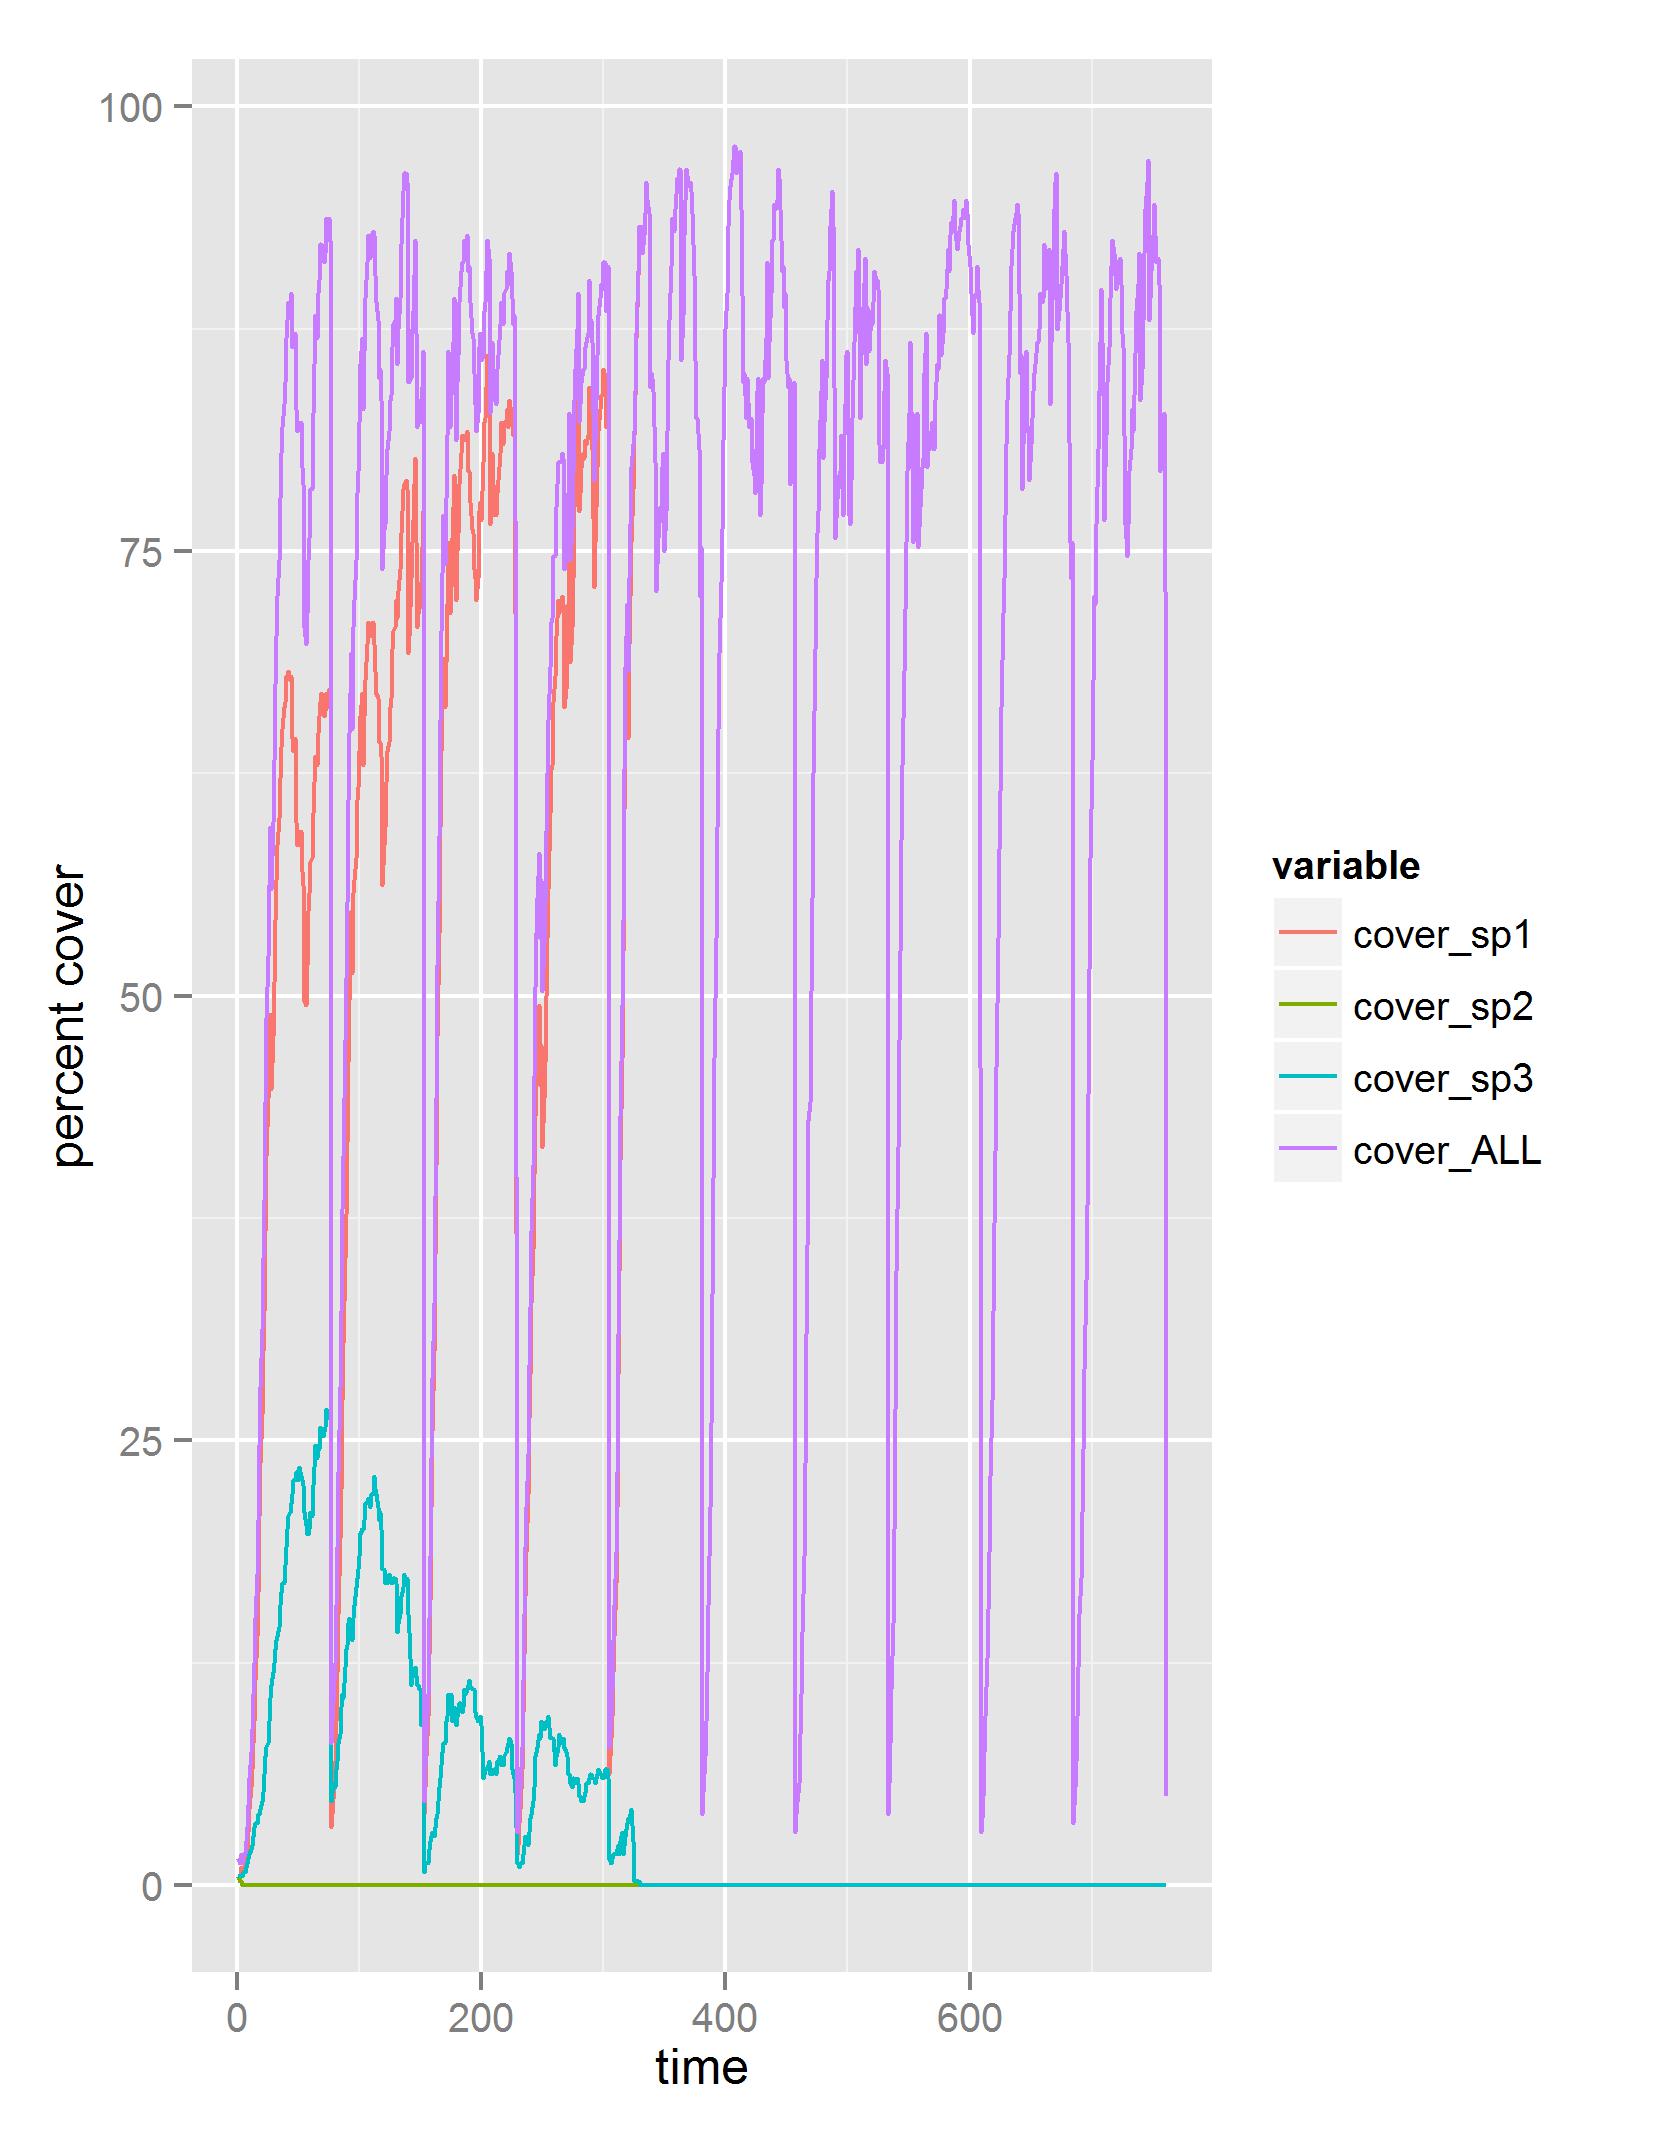 100
75
50
25
0
percent cover
0 200 400 600
time
variable
cover_sp1
cover_sp2
cover_sp3
cover_ALL